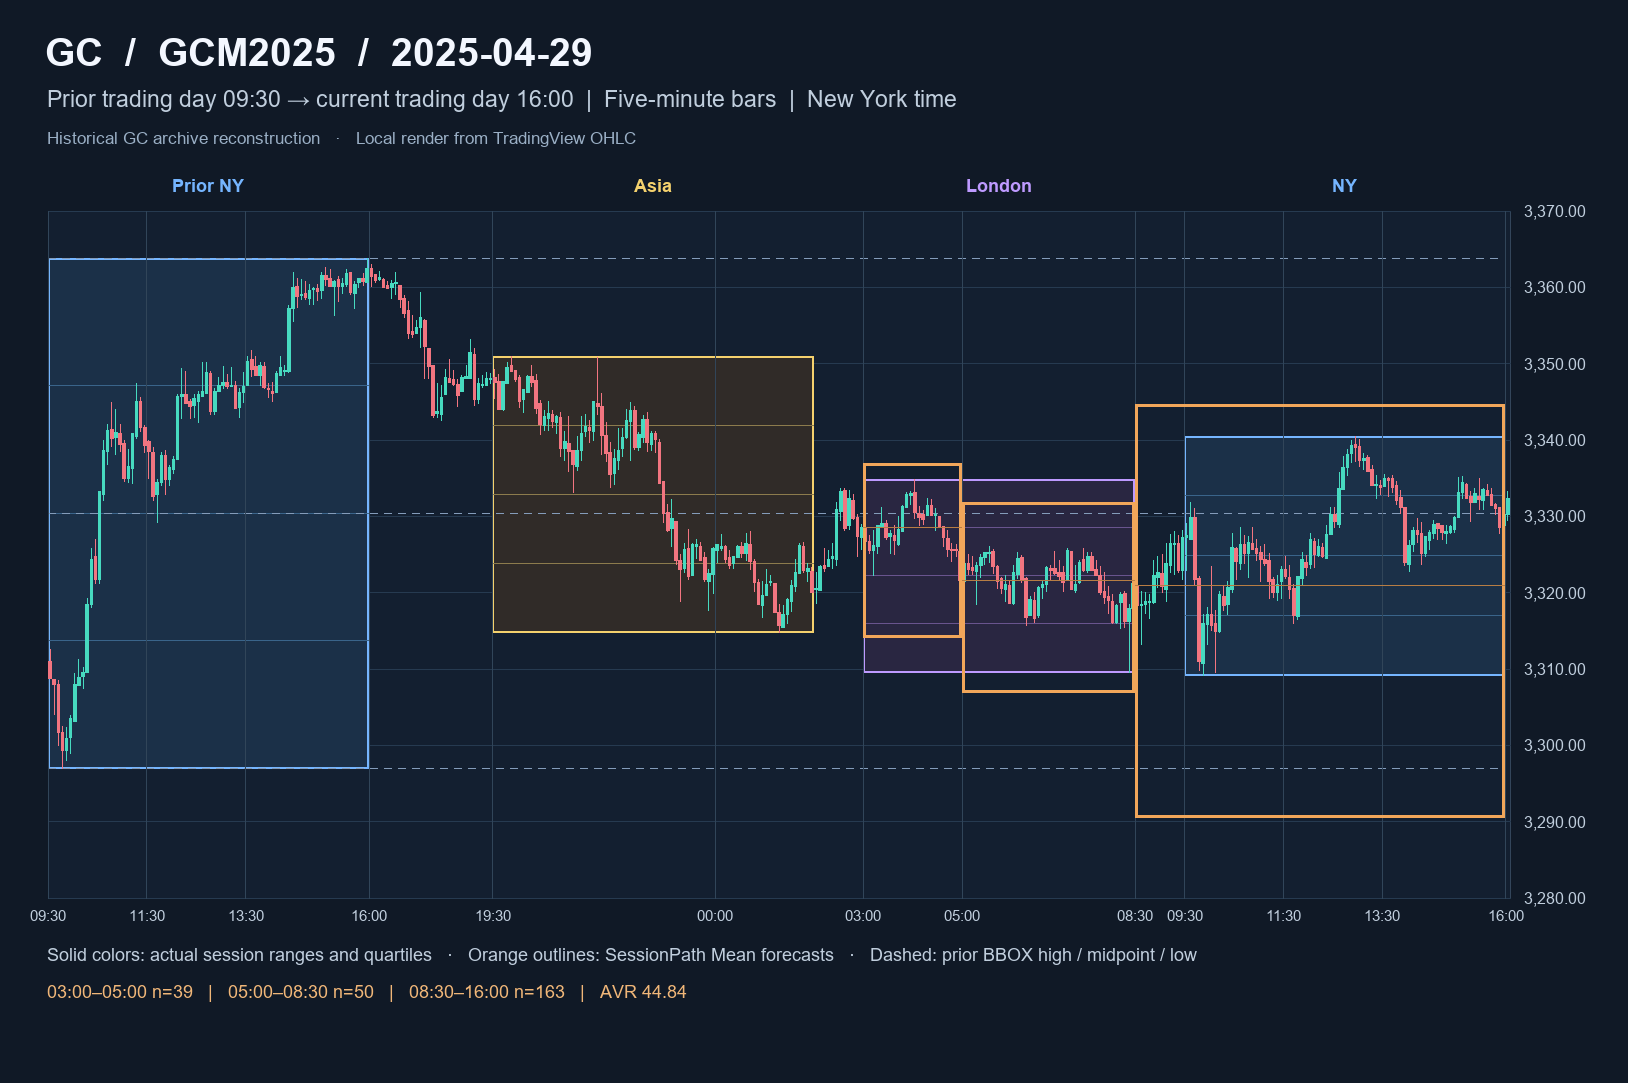 GC / GCM2025 / 2025-04-29
Prior trading day 09:30 → current trading day 16:00 | Five-minute bars | New York time
Historical GC archive reconstruction · Local render from TradingView OHLC
Prior NY Asia London NY
3,370.00
3,360.00
3,350.00
3,340.00
3,330.00
3,320.00
3,310.00
3,300.00
3,290.00
3,280.00
09:30 11:30 13:30 16:00 19:30 00:00 03:00 05:00 08:30 09:30 11:30 13:30 16:00
Solid colors: actual session ranges and quartiles · Orange outlines: SessionPath Mean forecasts · Dashed: prior BBOX high / midpoint / low
03:00–05:00 n=39 | 05:00–08:30 n=50 | 08:30–16:00 n=163 | AVR 44.84